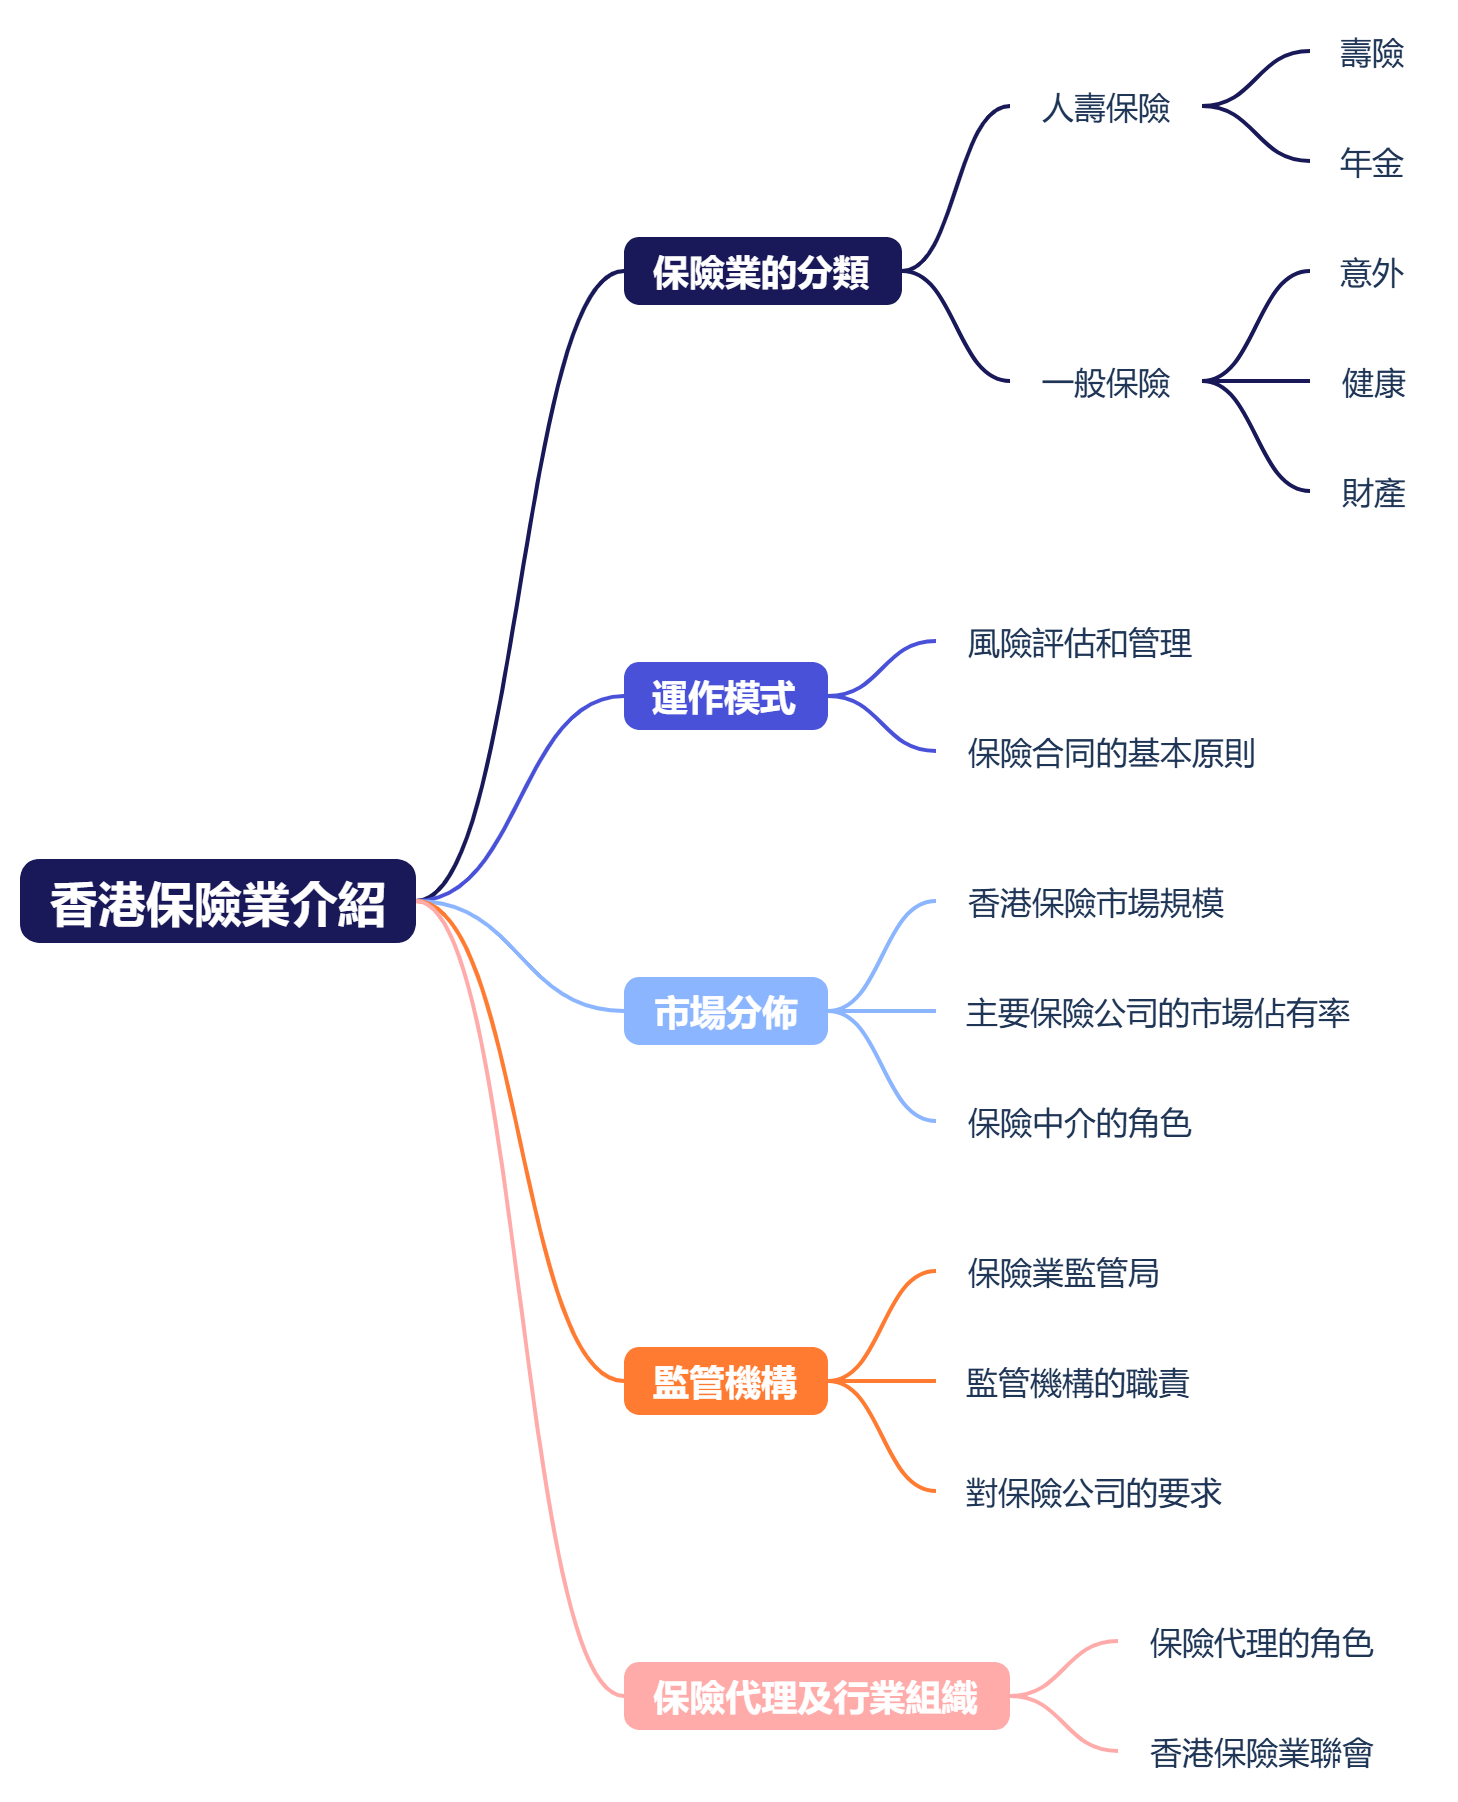 香港保險業介紹
保險業的分類
人壽保險
壽險
年金
一般保險
意外
健康
財產
運作模式
風險評估和管理
保險合同的基本原則
市場分佈
香港保險市場規模
主要保險公司的市場佔有率
保險中介的角色
監管機構
保險業監管局
監管機構的職責
對保險公司的要求
保險代理及行業組織
保險代理的角色
香港保險業聯會